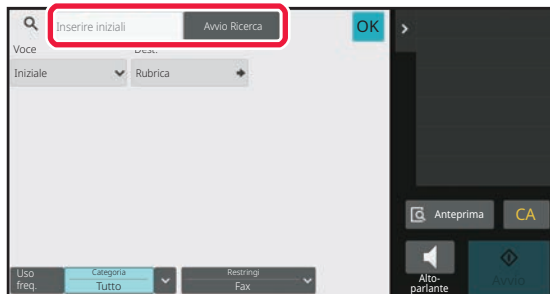 Inserire iniziali
Avvio Ricerca
OK
Voce
Dest.
Iniziale
Rubrica
Anteprima
CA
Uso
freq.
Categoria
Tutto
Restringi
Fax
Alto-
parlante
Avvio